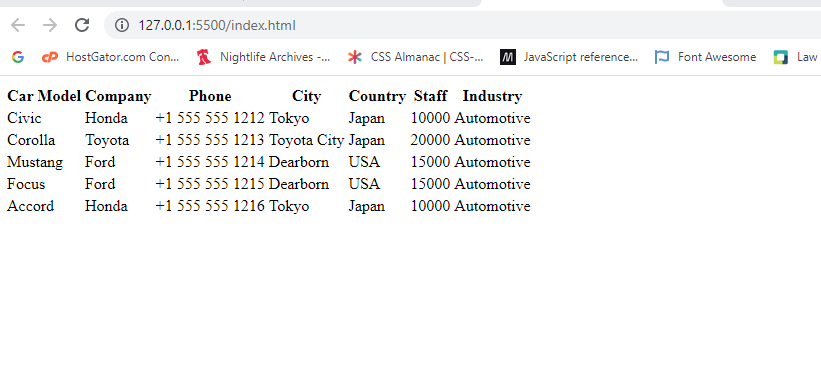 127.0.0.1:5500/index.html
HostGator.com Con... Nightlife Archives -... CSS Almanac | CSS-... JavaScript reference... Font Awesome Law
Car Model Company Phone City Country Staff Industry
Civic Honda +1 555 555 1212 Tokyo Japan 10000 Automotive
Corolla Toyota +1 555 555 1213 Toyota City Japan 20000 Automotive
Mustang Ford +1 555 555 1214 Dearborn USA 15000 Automotive
Focus Ford +1 555 555 1215 Dearborn USA 15000 Automotive
Accord Honda +1 555 555 1216 Tokyo Japan 10000 Automotive